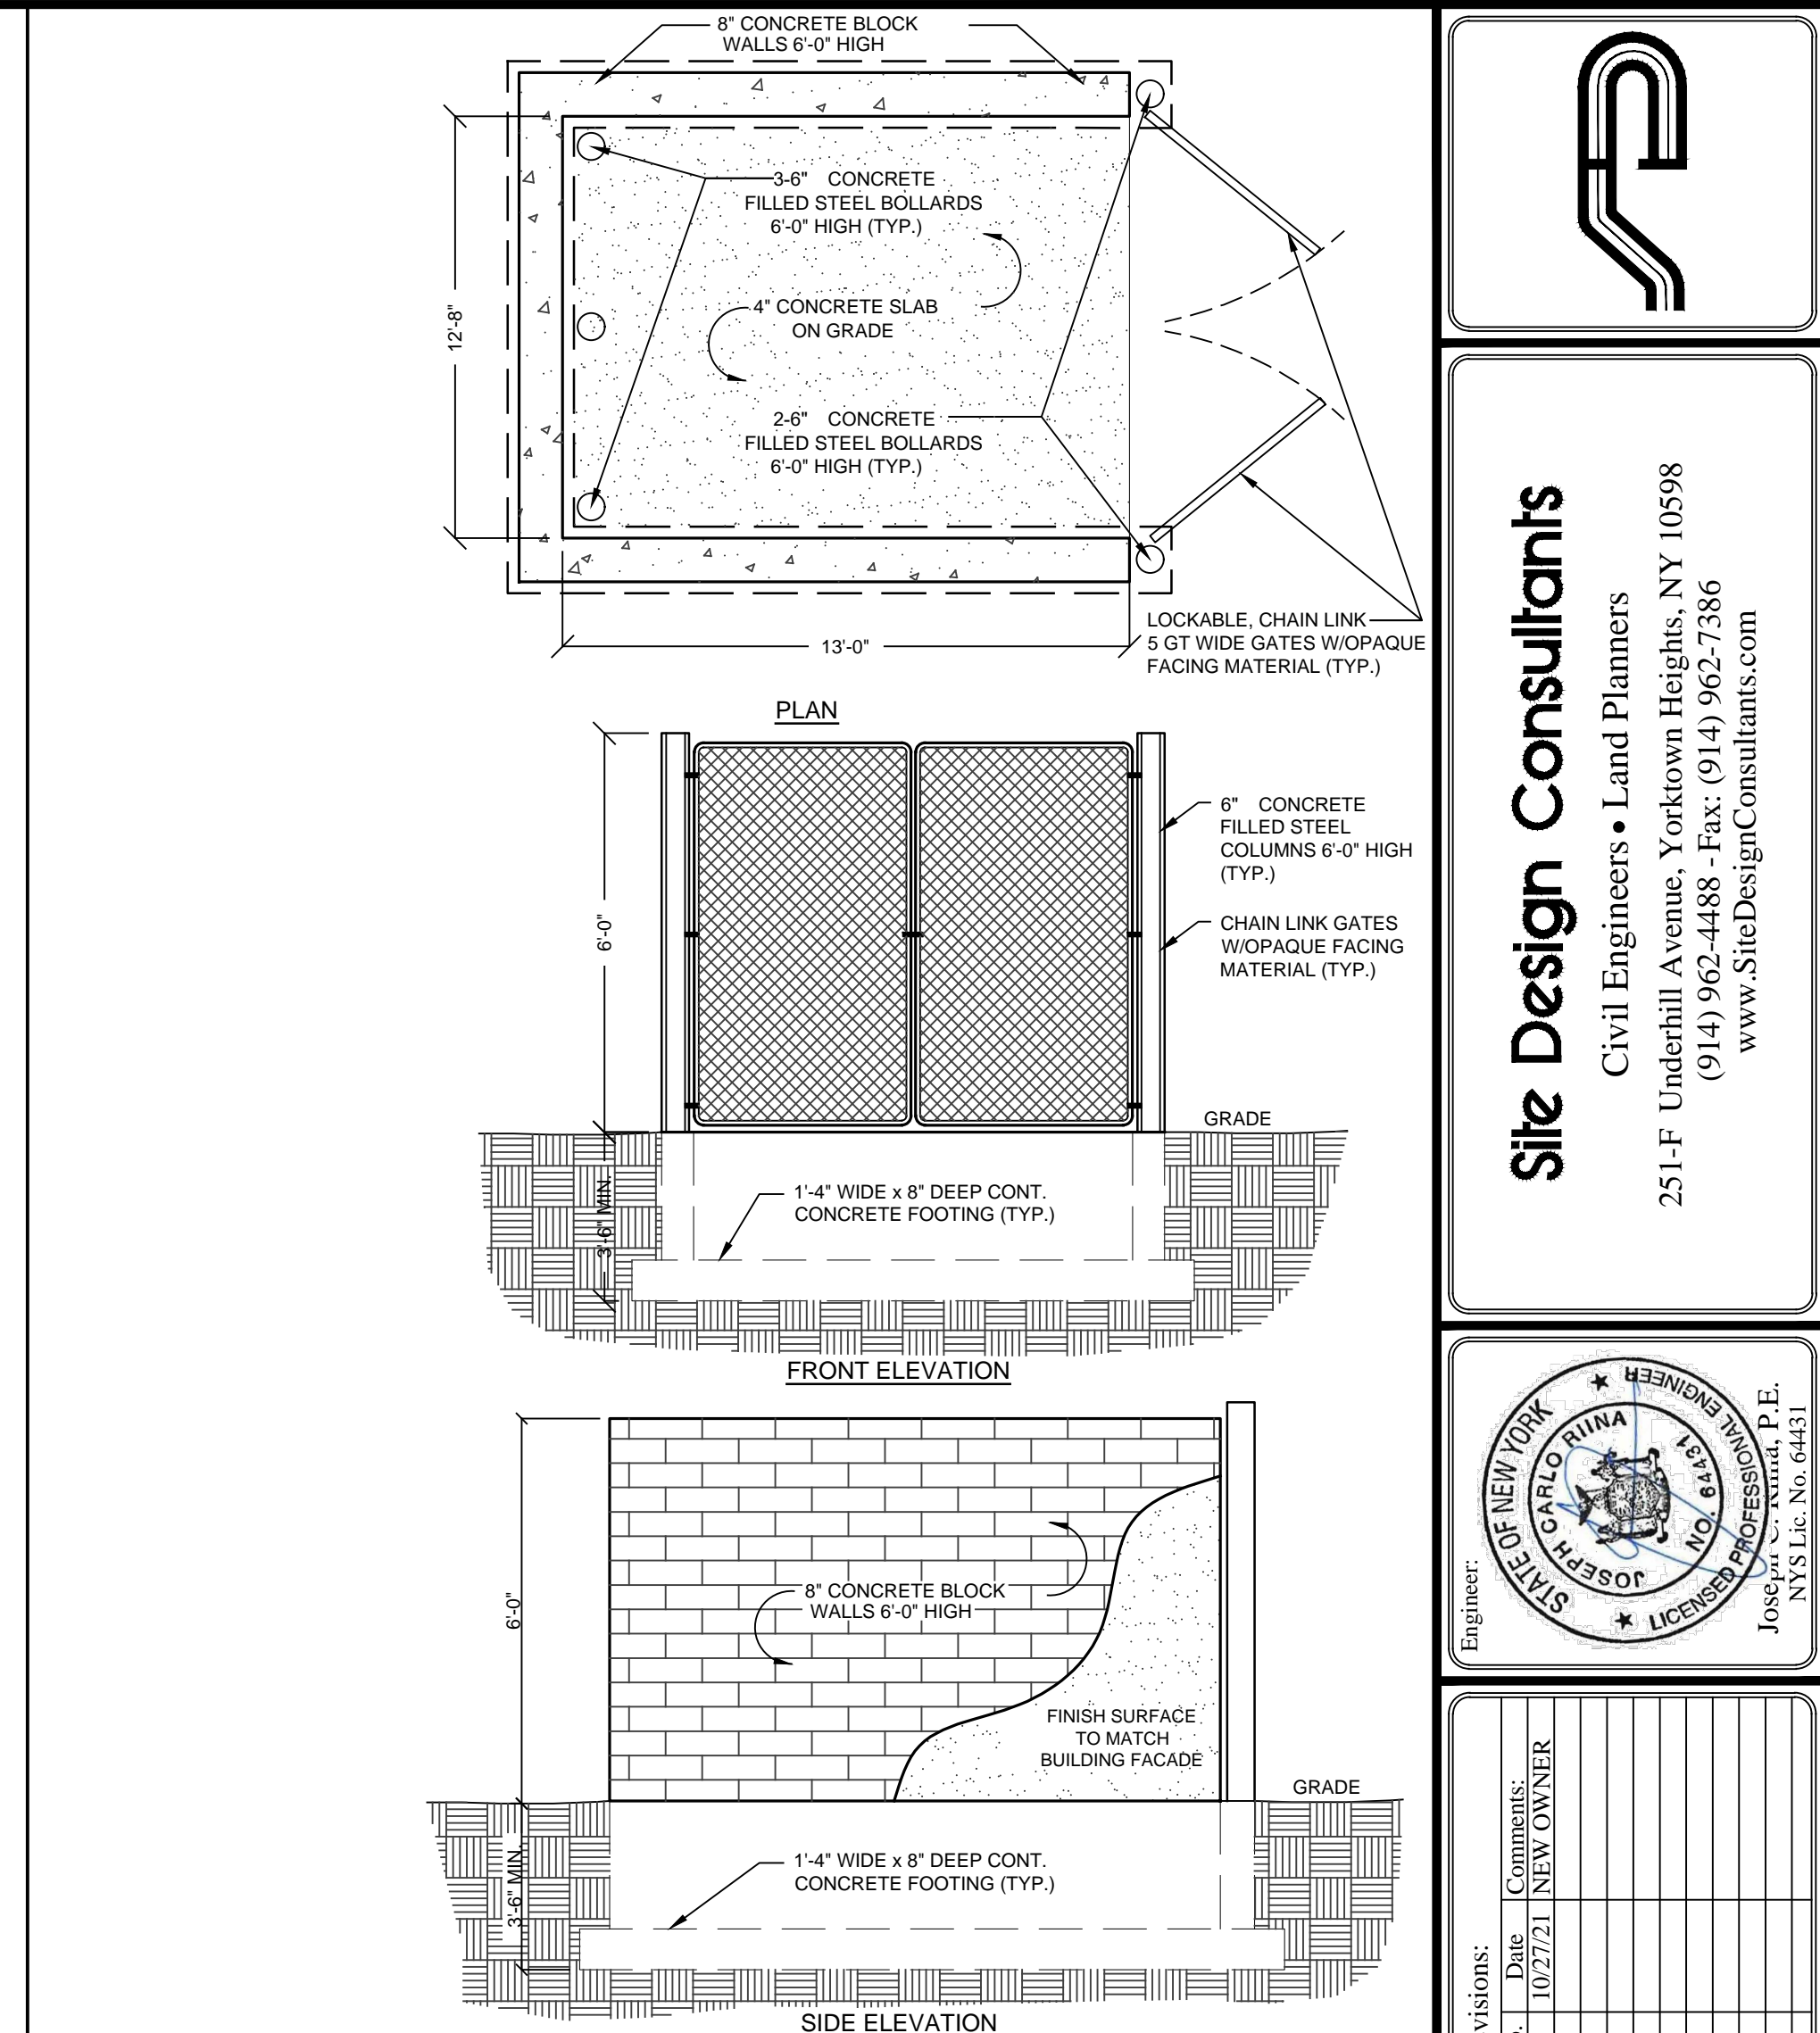 8" CONCRETE BLOCK
WALLS 6'-0" HIGH
12'-8"
3-6" CONCRETE
FILLED STEEL BOLLARDS
6'-0" HIGH (TYP.)
4" CONCRETE SLAB
ON GRADE
2-6" CONCRETE
FILLED STEEL BOLLARDS
6'-0" HIGH (TYP.)
13'-0"
LOCKABLE, CHAIN LINK
5 GT WIDE GATES W/OPAQUE
FACING MATERIAL (TYP.)
PLAN
6'-0"
6" CONCRETE
FILLED STEEL
COLUMNS 6'-0" HIGH
(TYP.)
CHAIN LINK GATES
W/OPAQUE FACING
MATERIAL (TYP.)
GRADE
3'-6" MIN.
1'-4" WIDE x 8" DEEP CONT.
CONCRETE FOOTING (TYP.)
FRONT ELEVATION
6'-0"
8" CONCRETE BLOCK
WALLS 6'-0" HIGH
FINISH SURFACE
TO MATCH
BUILDING FACADE
GRADE
3'-6" MIN.
1'-4" WIDE x 8" DEEP CONT.
CONCRETE FOOTING (TYP.)
SIDE ELEVATION
Site Design Consultants
Civil Engineers • Land Planners
251-F Underhill Avenue, Yorktown Heights, NY 10598
(914) 962-4488 - Fax: (914) 962-7386
www.SiteDesignConsultants.com
Engineer:
STATE OF NEW YORK
JOSEPH CARLO RIINA
NO. 64431
LICENSED PROFESSIONAL ENGINEER
Joseph C. Riina, P.E.
NYS Lic. No. 64431
visions:
Date Comments:
10/27/21 NEW OWNER